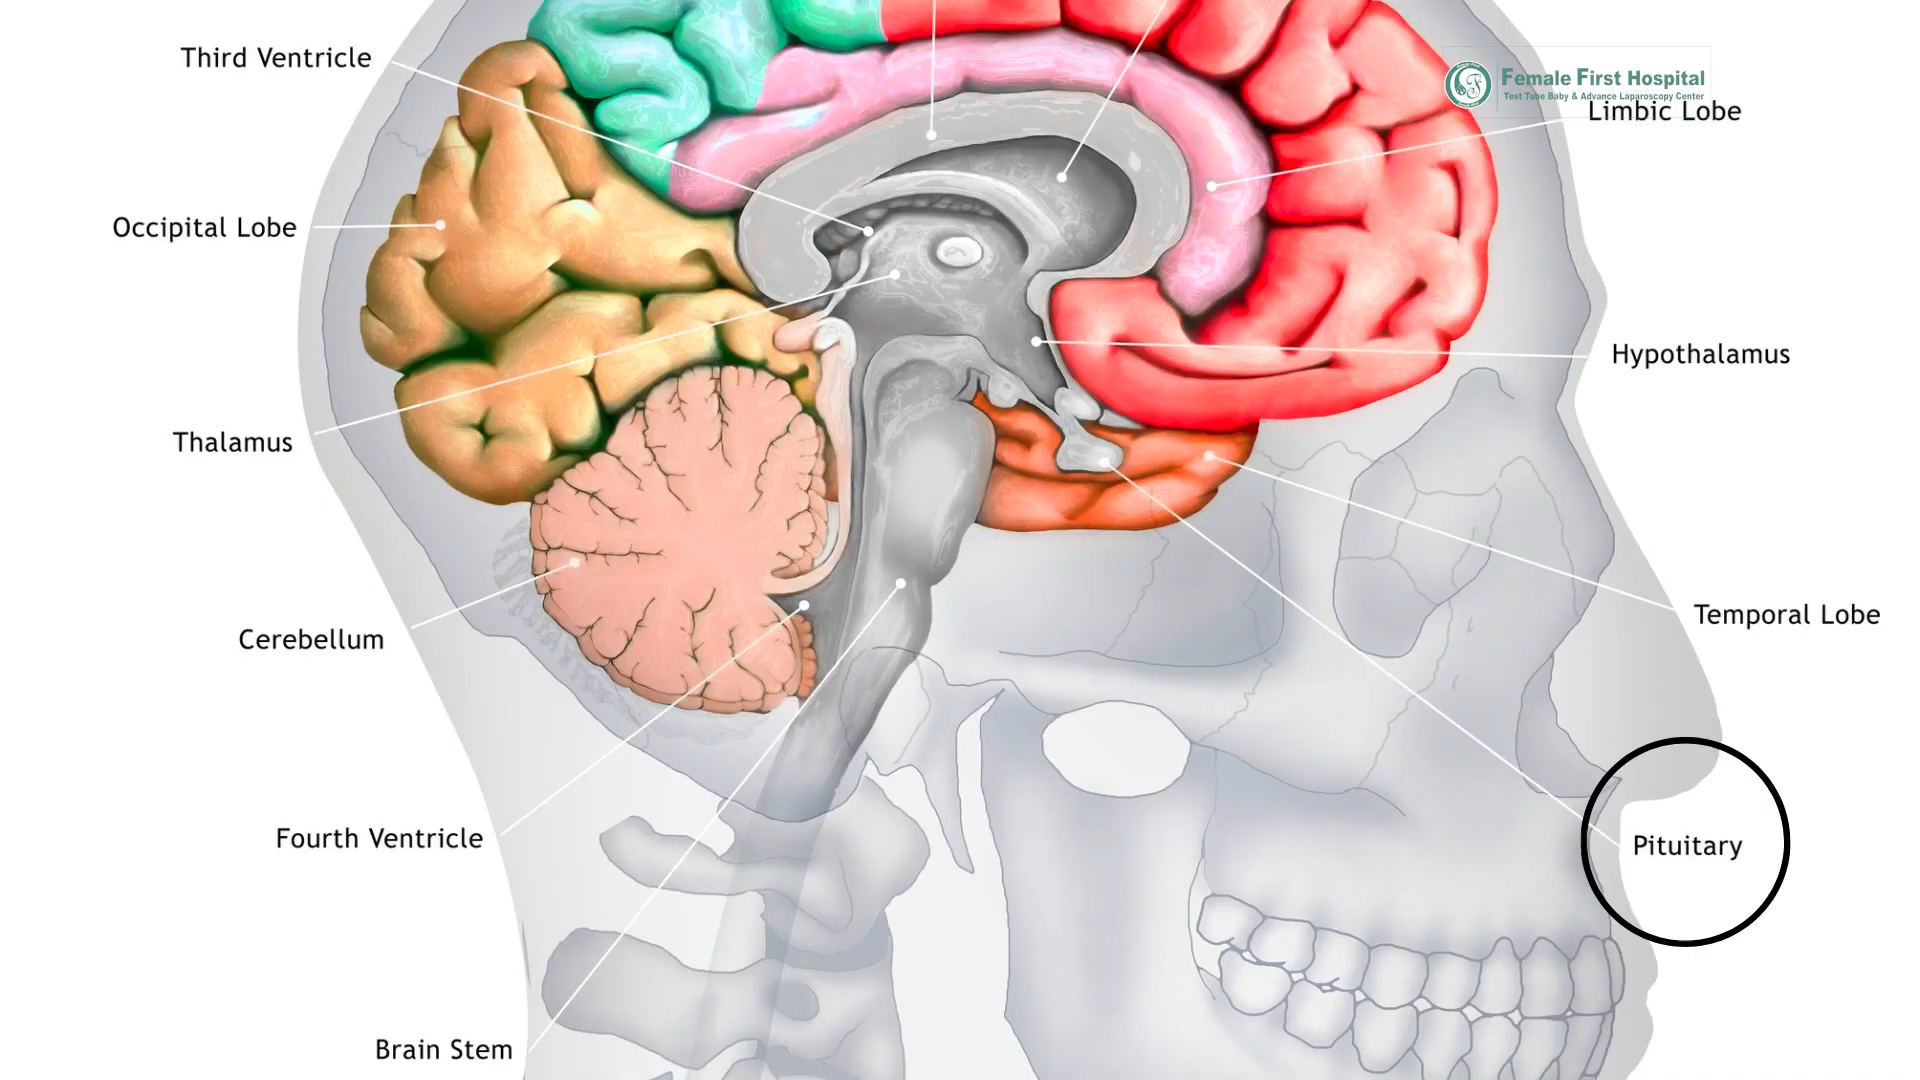 Third Ventricle
Female First Hospital
Test Tube Baby & Advance Laparoscopy Center
Limbic Lobe
Occipital Lobe
Hypothalamus
Thalamus
Temporal Lobe
Cerebellum
Fourth Ventricle
Pituitary
Brain Stem